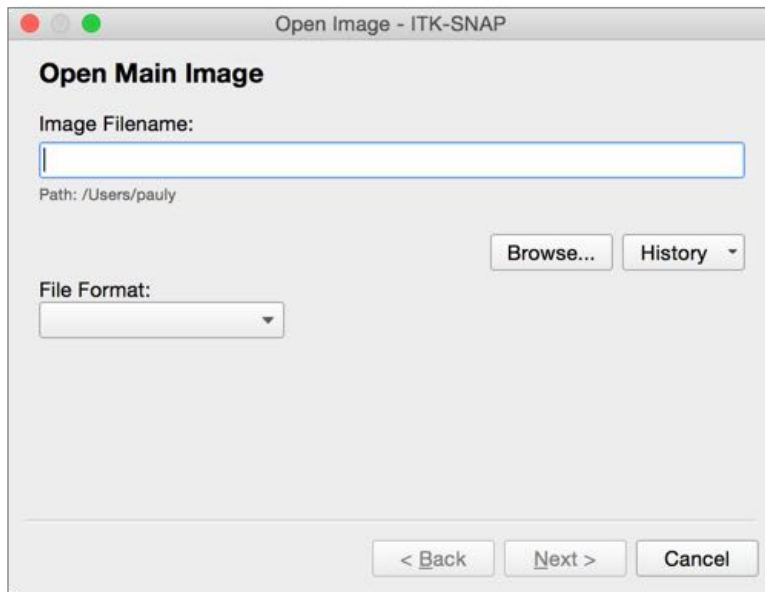 Open Image - ITK-SNAP
Open Main Image
Image Filename:
Path: /Users/pauly
Browse... History
File Format:
< Back Next > Cancel